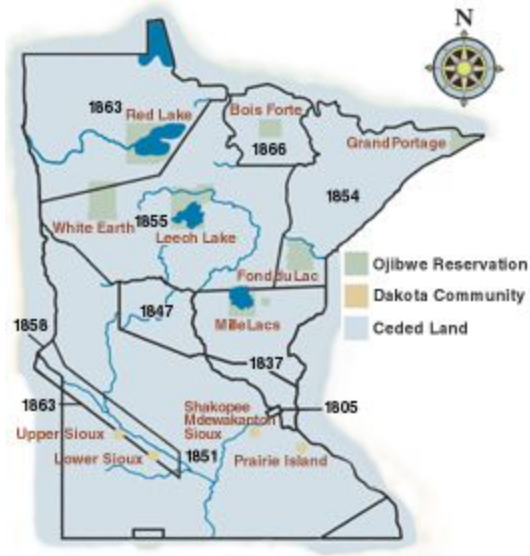 N
1863
Red Lake
Bois Forte
1866
Grand Portage
1854
White Earth
1855
Leech Lake
Fond du Lac
Ojibwe Reservation
Dakota Community
Ceded Land
1847
Mille Lacs
1858
1837
1863
1805
Shakopee
Mdewakanton
Sioux
Upper Sioux
Lower Sioux
1851
Prairie Island